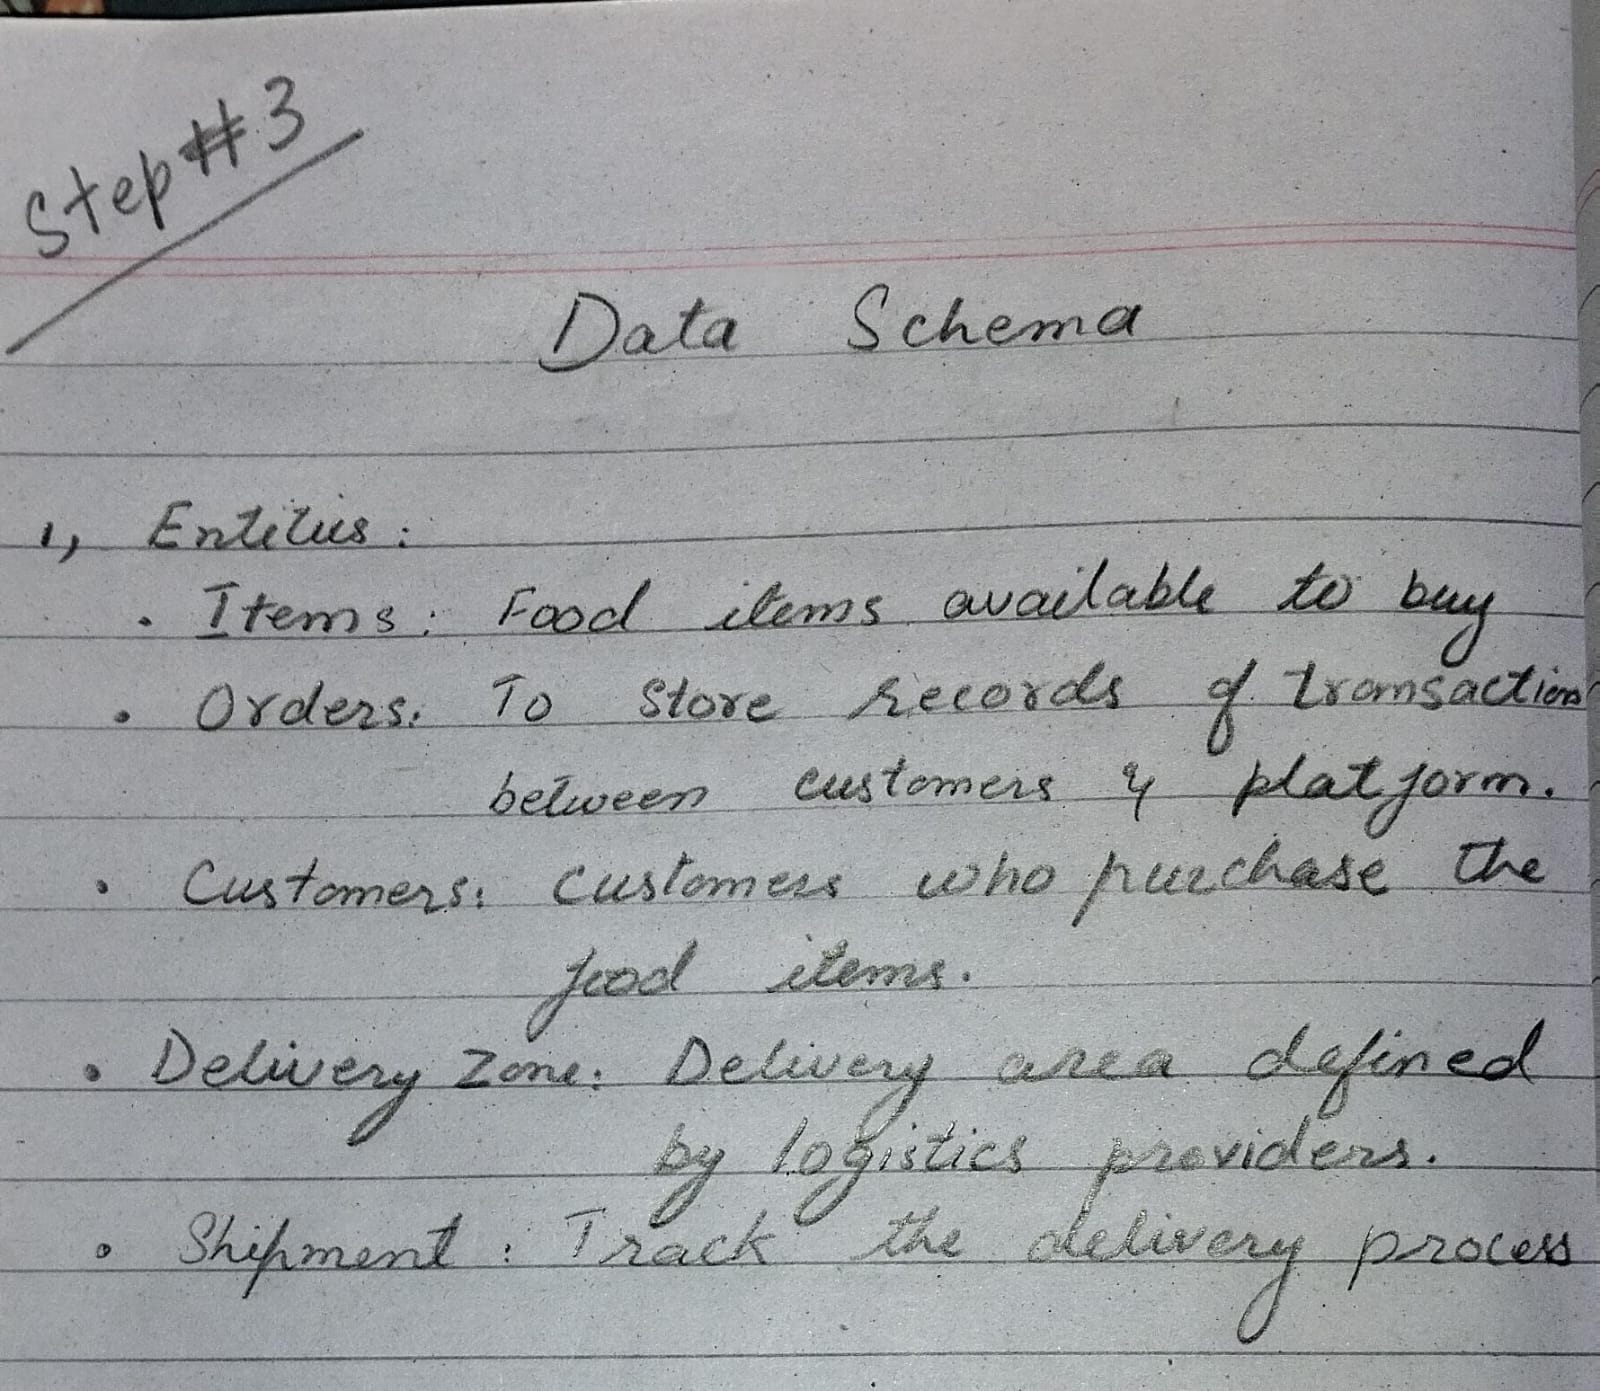 Step #3
Data Schema
1, Entities:
. Items: Food items available to buy
. Orders: To store records of transaction
between customers & platform.
. Customers: customers who purchase the
food items.
. Delivery Zone: Delivery area defined
by logistics providers.
. Shipment: Track the delivery process